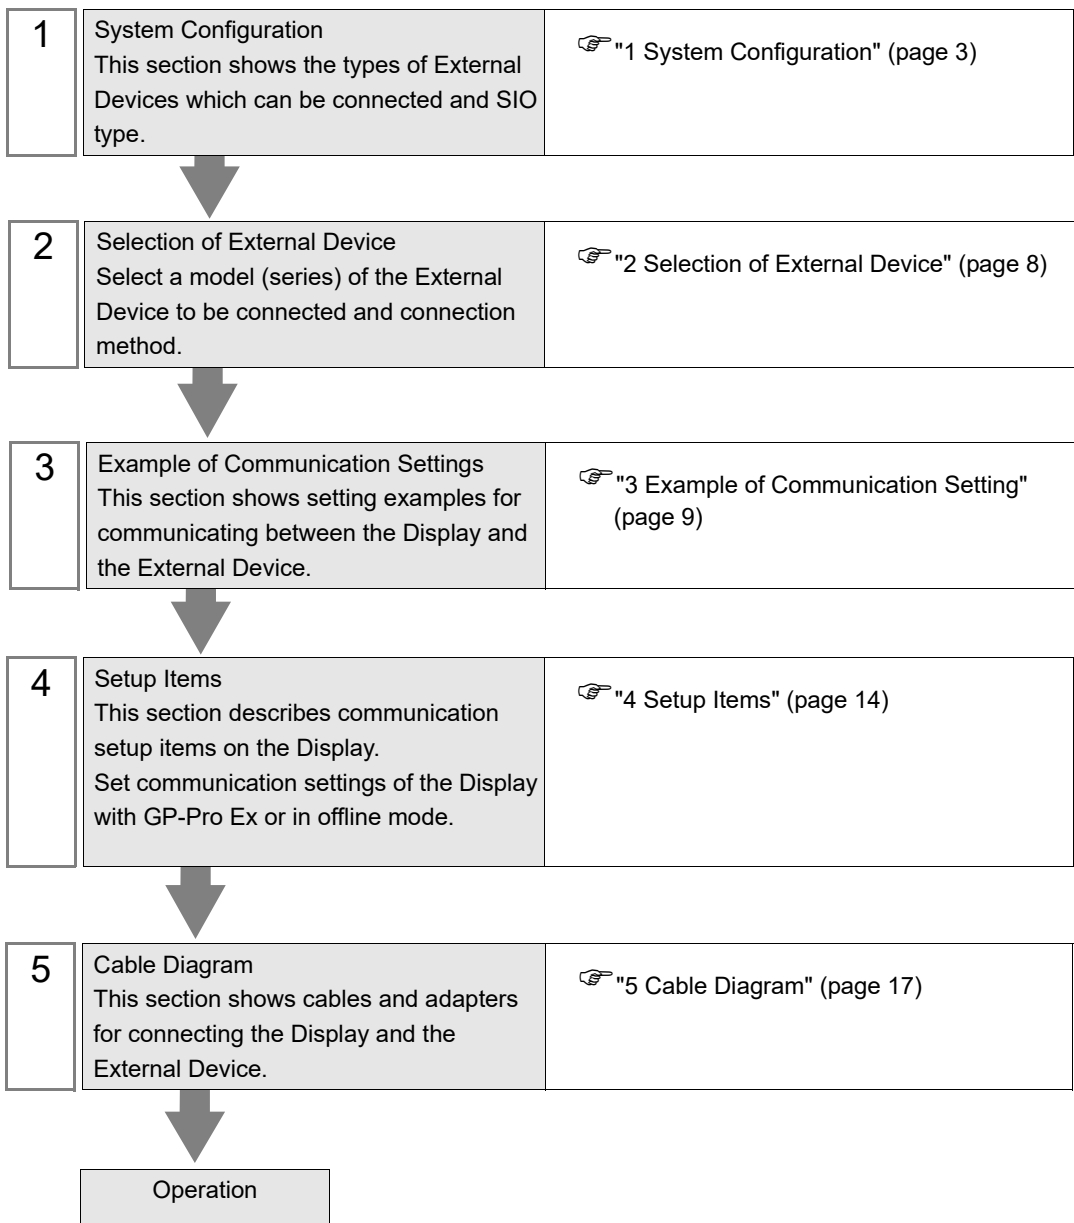 1
System Configuration
This section shows the types of External
Devices which can be connected and SIO
type.
"1 System Configuration" (page 3)
2
Selection of External Device
Select a model (series) of the External
Device to be connected and connection
method.
"2 Selection of External Device" (page 8)
3
Example of Communication Settings
This section shows setting examples for
communicating between the Display and
the External Device.
"3 Example of Communication Setting"
(page 9)
4
Setup Items
This section describes communication
setup items on the Display.
Set communication settings of the Display
with GP-Pro Ex or in offline mode.
"4 Setup Items" (page 14)
5
Cable Diagram
This section shows cables and adapters
for connecting the Display and the
External Device.
"5 Cable Diagram" (page 17)
Operation